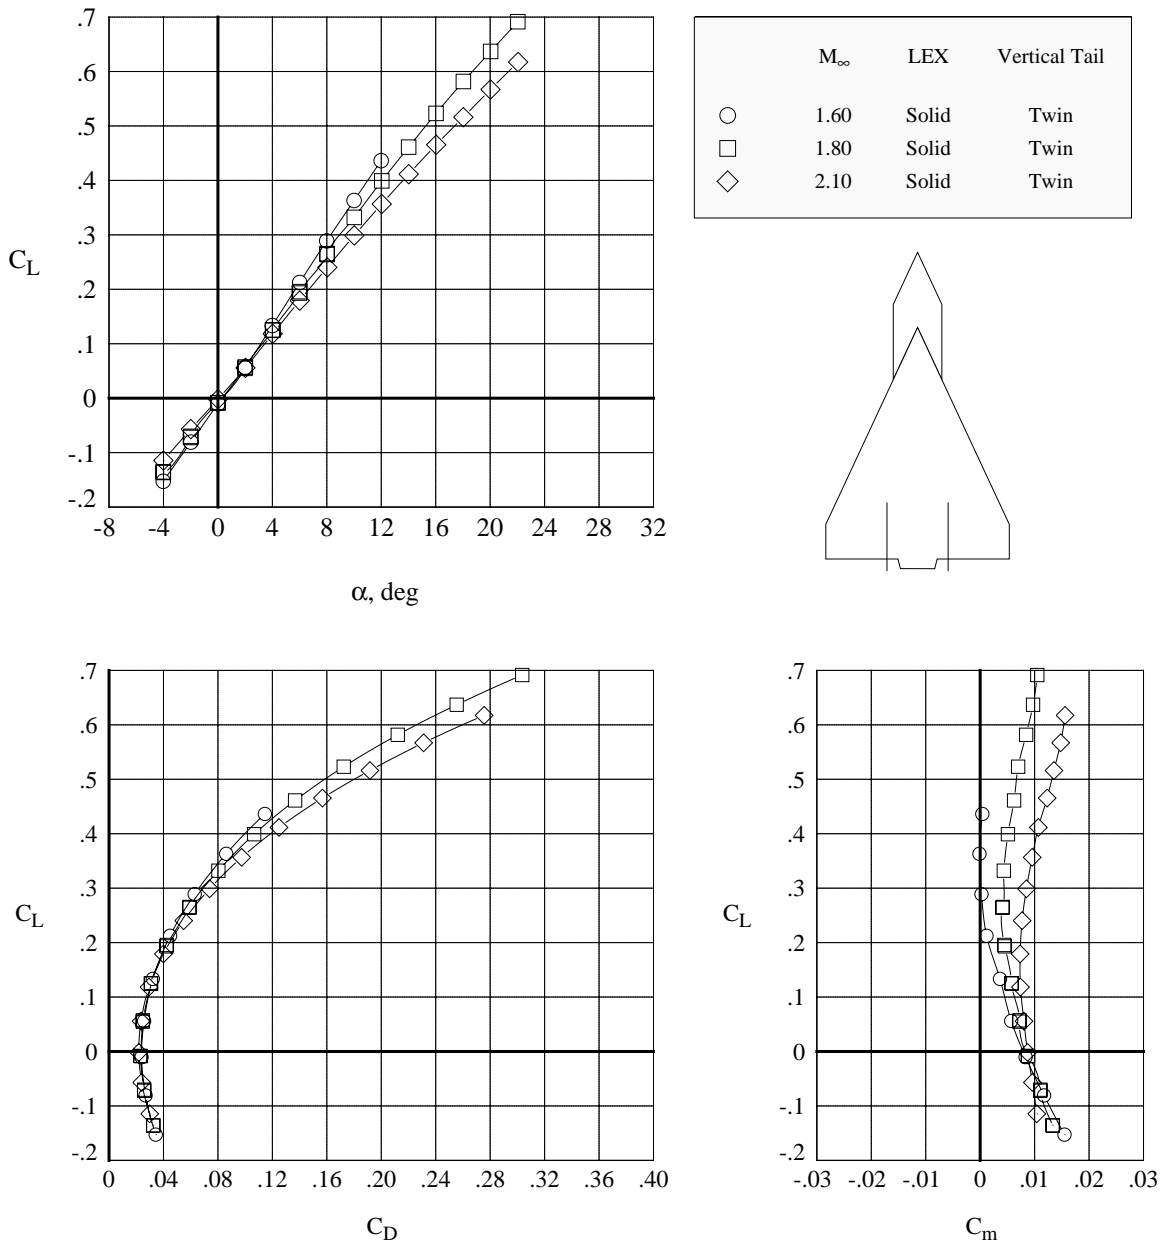 .7
.6
.5
.4
.3
.2
.1
0
-.1
-.2
C_L
-8 -4 0 4 8 12 16 20 24 28 32
α, deg
M∞ LEX Vertical Tail
1.60 Solid Twin
1.80 Solid Twin
2.10 Solid Twin
.7
.6
.5
.4
.3
.2
.1
0
-.1
-.2
C_L
0 .04 .08 .12 .16 .20 .24 .28 .32 .36 .40
C_D
.7
.6
.5
.4
.3
.2
.1
0
-.1
-.2
C_L
-.03 -.02 -.01 0 .01 .02 .03
C_m